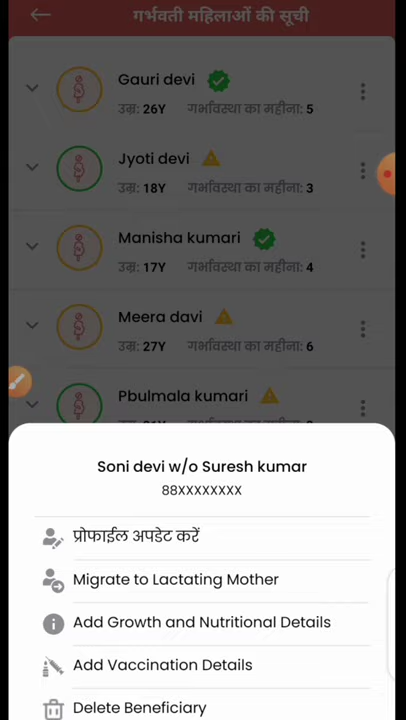 गर्भवती महिलाओं की सूची
Gauri devi
उम्र: 26Y गर्भावस्था का महीना: 5
Jyoti devi
उम्र: 18Y गर्भावस्था का महीना: 3
Manisha kumari
उम्र: 17Y गर्भावस्था का महीना: 4
Meera davi
उम्र: 27Y गर्भावस्था का महीना: 6
Pbulmala kumari
Soni devi w/o Suresh kumar
88XXXXXXXX
प्रोफाईल अपडेट करें
Migrate to Lactating Mother
Add Growth and Nutritional Details
Add Vaccination Details
Delete Beneficiary